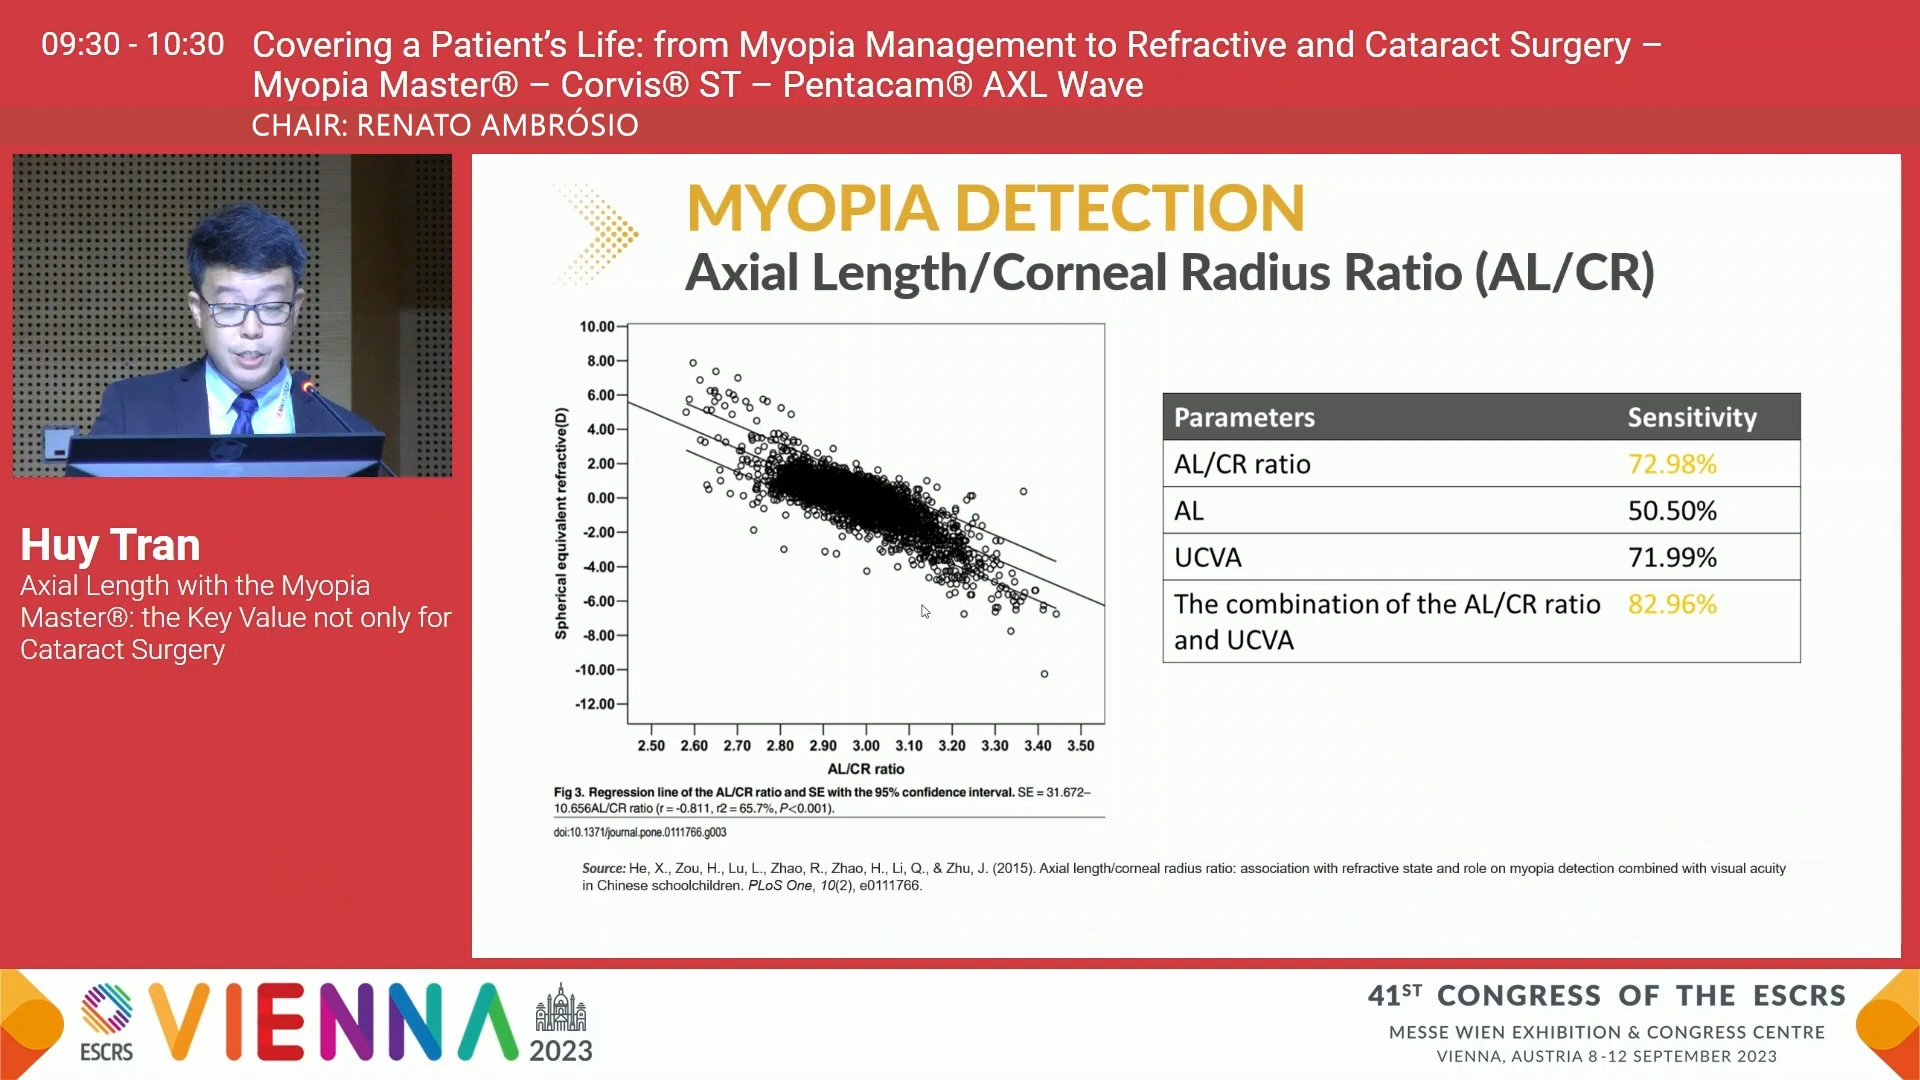 09:30 - 10:30
Covering a Patient's Life: from Myopia Management to Refractive and Cataract Surgery –
Myopia Master® – Corvis® ST – Pentacam® AXL Wave
CHAIR: RENATO AMBRÓSIO
Huy Tran
Axial Length with the Myopia
Master®: the Key Value not only for
Cataract Surgery
MYOPIA DETECTION
Axial Length/Corneal Radius Ratio (AL/CR)
Spherical equivalent refractive(D)
10.00
8.00
6.00
4.00
2.00
0.00
-2.00
-4.00
-6.00
-8.00
-10.00
-12.00
2.50 2.60 2.70 2.80 2.90 3.00 3.10 3.20 3.30 3.40 3.50
AL/CR ratio
Fig 3. Regression line of the AL/CR ratio and SE with the 95% confidence interval. SE = 31.672–
10.656AL/CR ratio (r = -0.811, r2 = 65.7%, P<0.001).
doi:10.1371/journal.pone.0111766.g003
Parameters Sensitivity
AL/CR ratio 72.98%
AL 50.50%
UCVA 71.99%
The combination of the AL/CR ratio 82.96%
and UCVA
Source: He, X., Zou, H., Lu, L., Zhao, R., Zhao, H., Li, Q., & Zhu, J. (2015). Axial length/corneal radius ratio: association with refractive state and role on myopia detection combined with visual acuity
in Chinese schoolchildren. PLoS One, 10(2), e0111766.
ESCRS
VIENNA
2023
41ST CONGRESS OF THE ESCRS
MESSE WIEN EXHIBITION & CONGRESS CENTRE
VIENNA, AUSTRIA 8-12 SEPTEMBER 2023